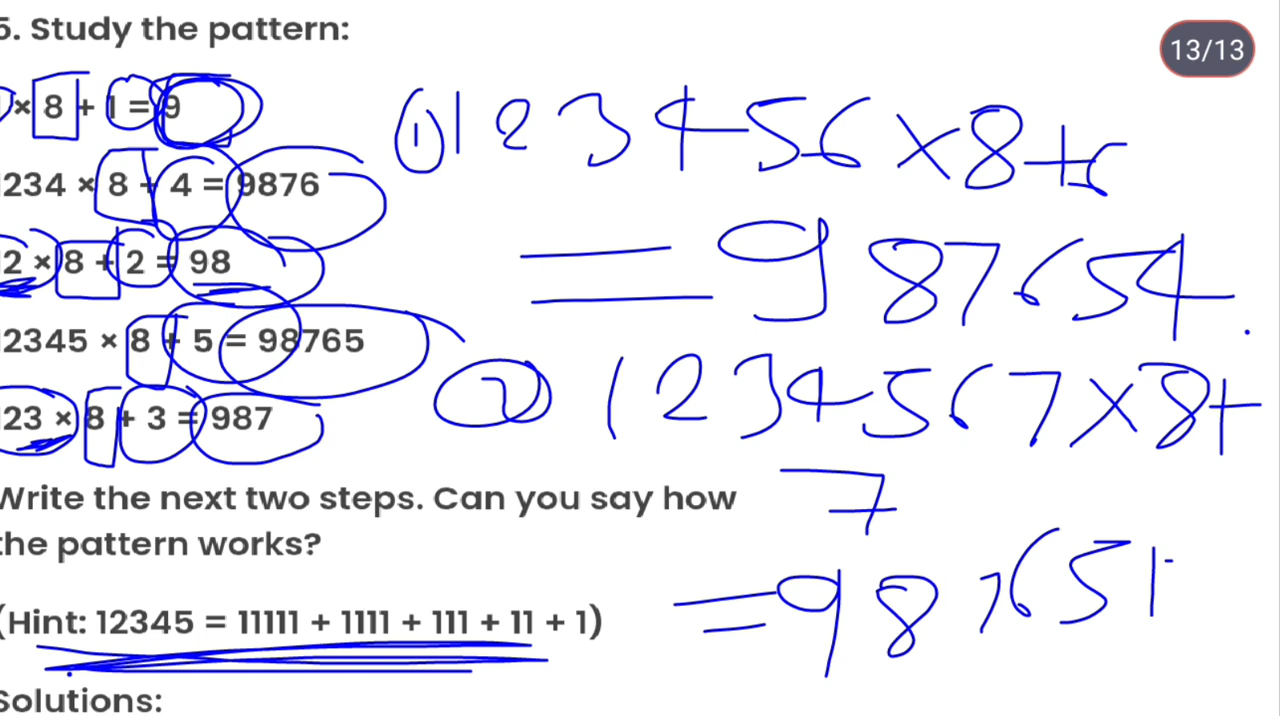 5. Study the pattern:
13/13
× 8 + 1 = 9
1234 × 8 + 4 = 9876
12 × 8 + 2 = 98
12345 × 8 + 5 = 98765
123 × 8 + 3 = 987
Write the next two steps. Can you say how
the pattern works?
(Hint: 12345 = 11111 + 1111 + 111 + 11 + 1)
Solutions:
① 123456 × 8 + 6
= 987654.
② 1234567 × 8 +
7
= 98765